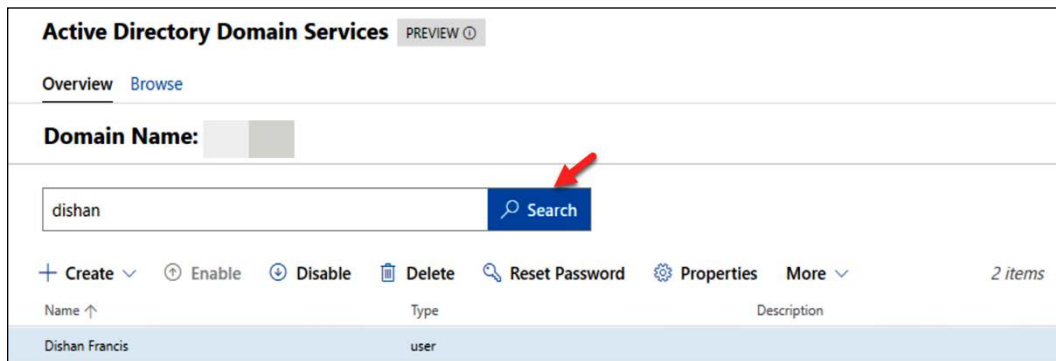 Active Directory Domain Services PREVIEW
Overview Browse
Domain Name:
dishan Search
Create Enable Disable Delete Reset Password Properties More 2 items
Name Type Description
Dishan Francis user